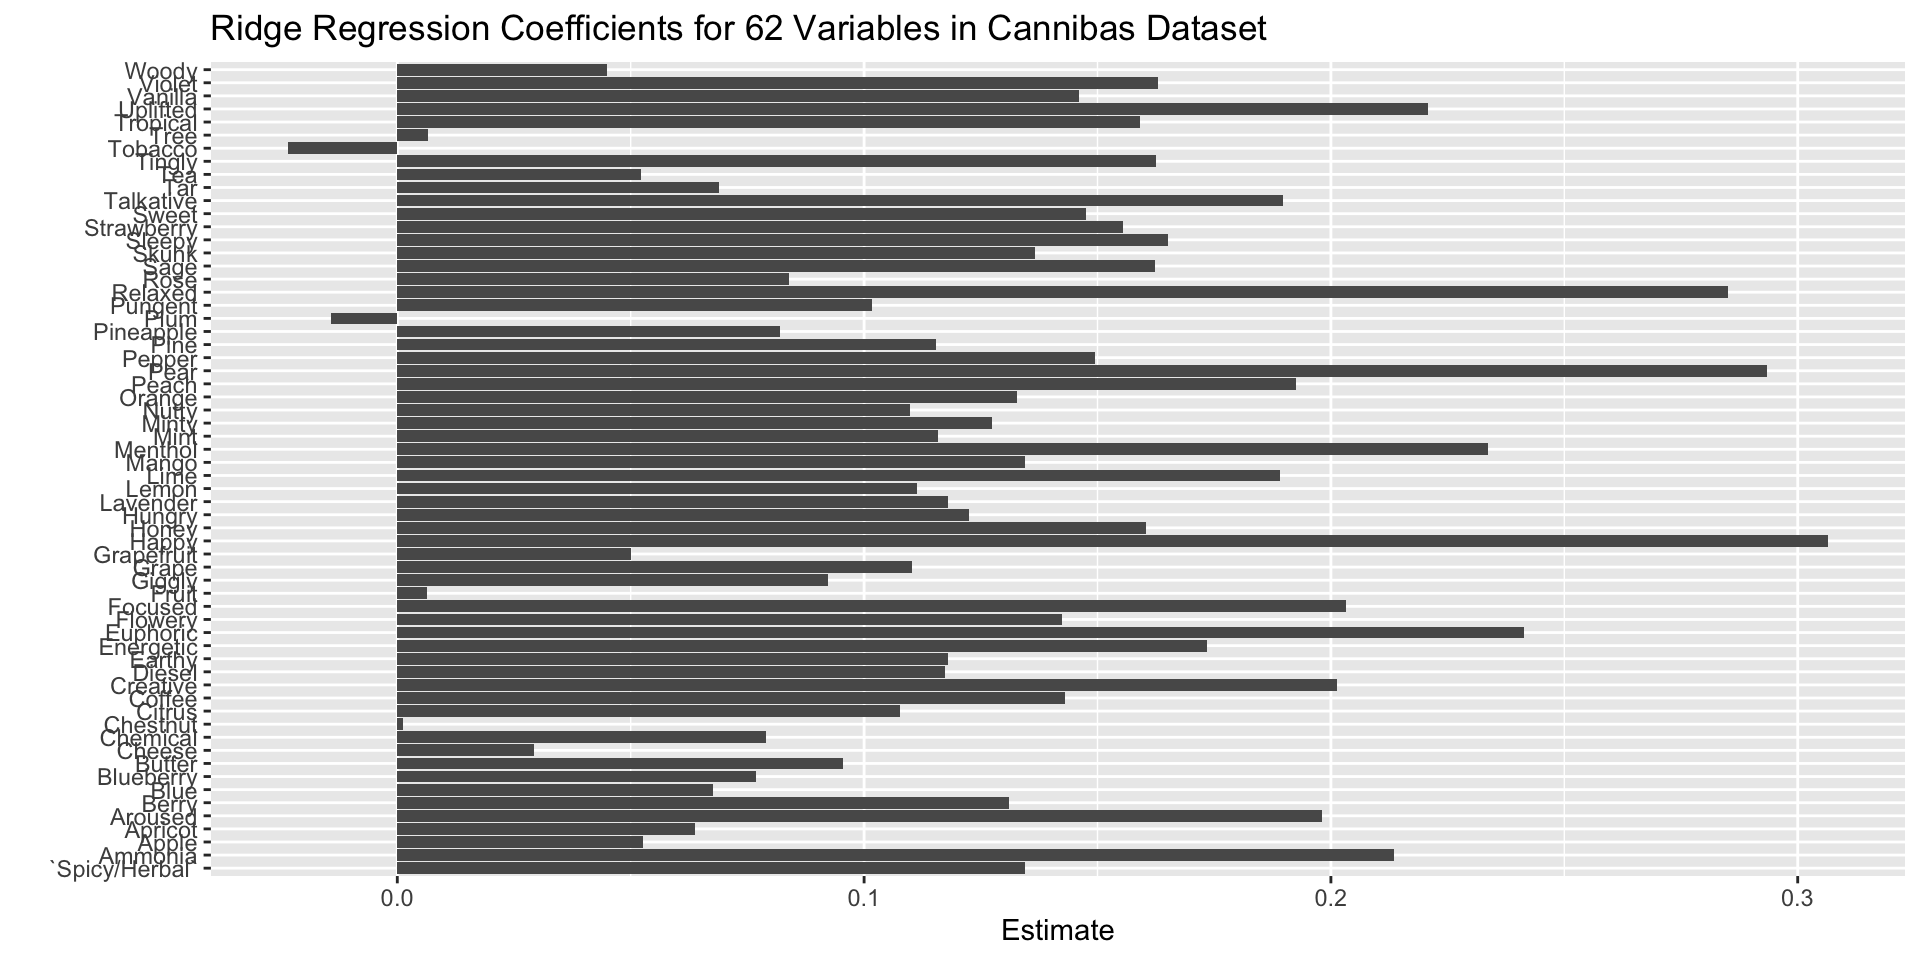 Ridge Regression Coefficients for 62 Variables in Cannibas Dataset
Woody
Violet
Vanilla
Uplifted
Tropical
Tree
Tobacco
Tingly
Tea
Tar
Talkative
Sweet
Strawberry
Sleepy
Skunk
Sage
Rose
Relaxed
Pungent
Plum
Pineapple
Pine
Pepper
Pear
Peach
Orange
Nutty
Minty
Mint
Menthol
Mango
Lime
Lemon
Lavender
Hungry
Honey
Happy
Grapefruit
Grape
Giggly
Fruit
Focused
Flowery
Euphoric
Energetic
Earthy
Diesel
Creative
Coffee
Citrus
Chestnut
Chemical
Cheese
Butter
Blueberry
Blue
Berry
Aroused
Apricot
Apple
Ammonia
`Spicy/Herbal`
0.0 0.1 0.2 0.3
Estimate